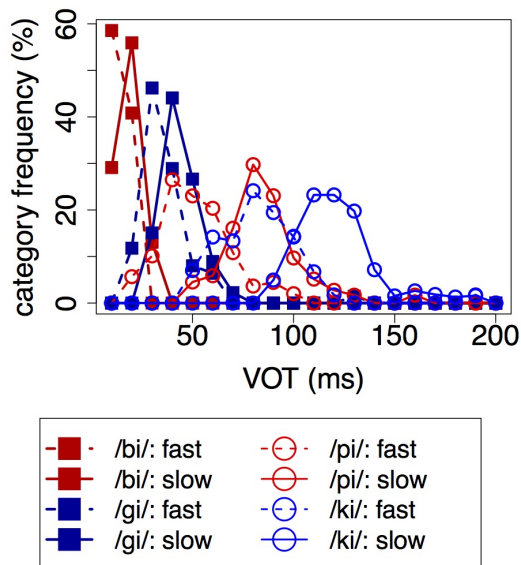 category frequency (%)
60
40
20
0
50
100
150
200
VOT (ms)
/bi/: fast
/bi/: slow
/gi/: fast
/gi/: slow
/pi/: fast
/pi/: slow
/ki/: fast
/ki/: slow